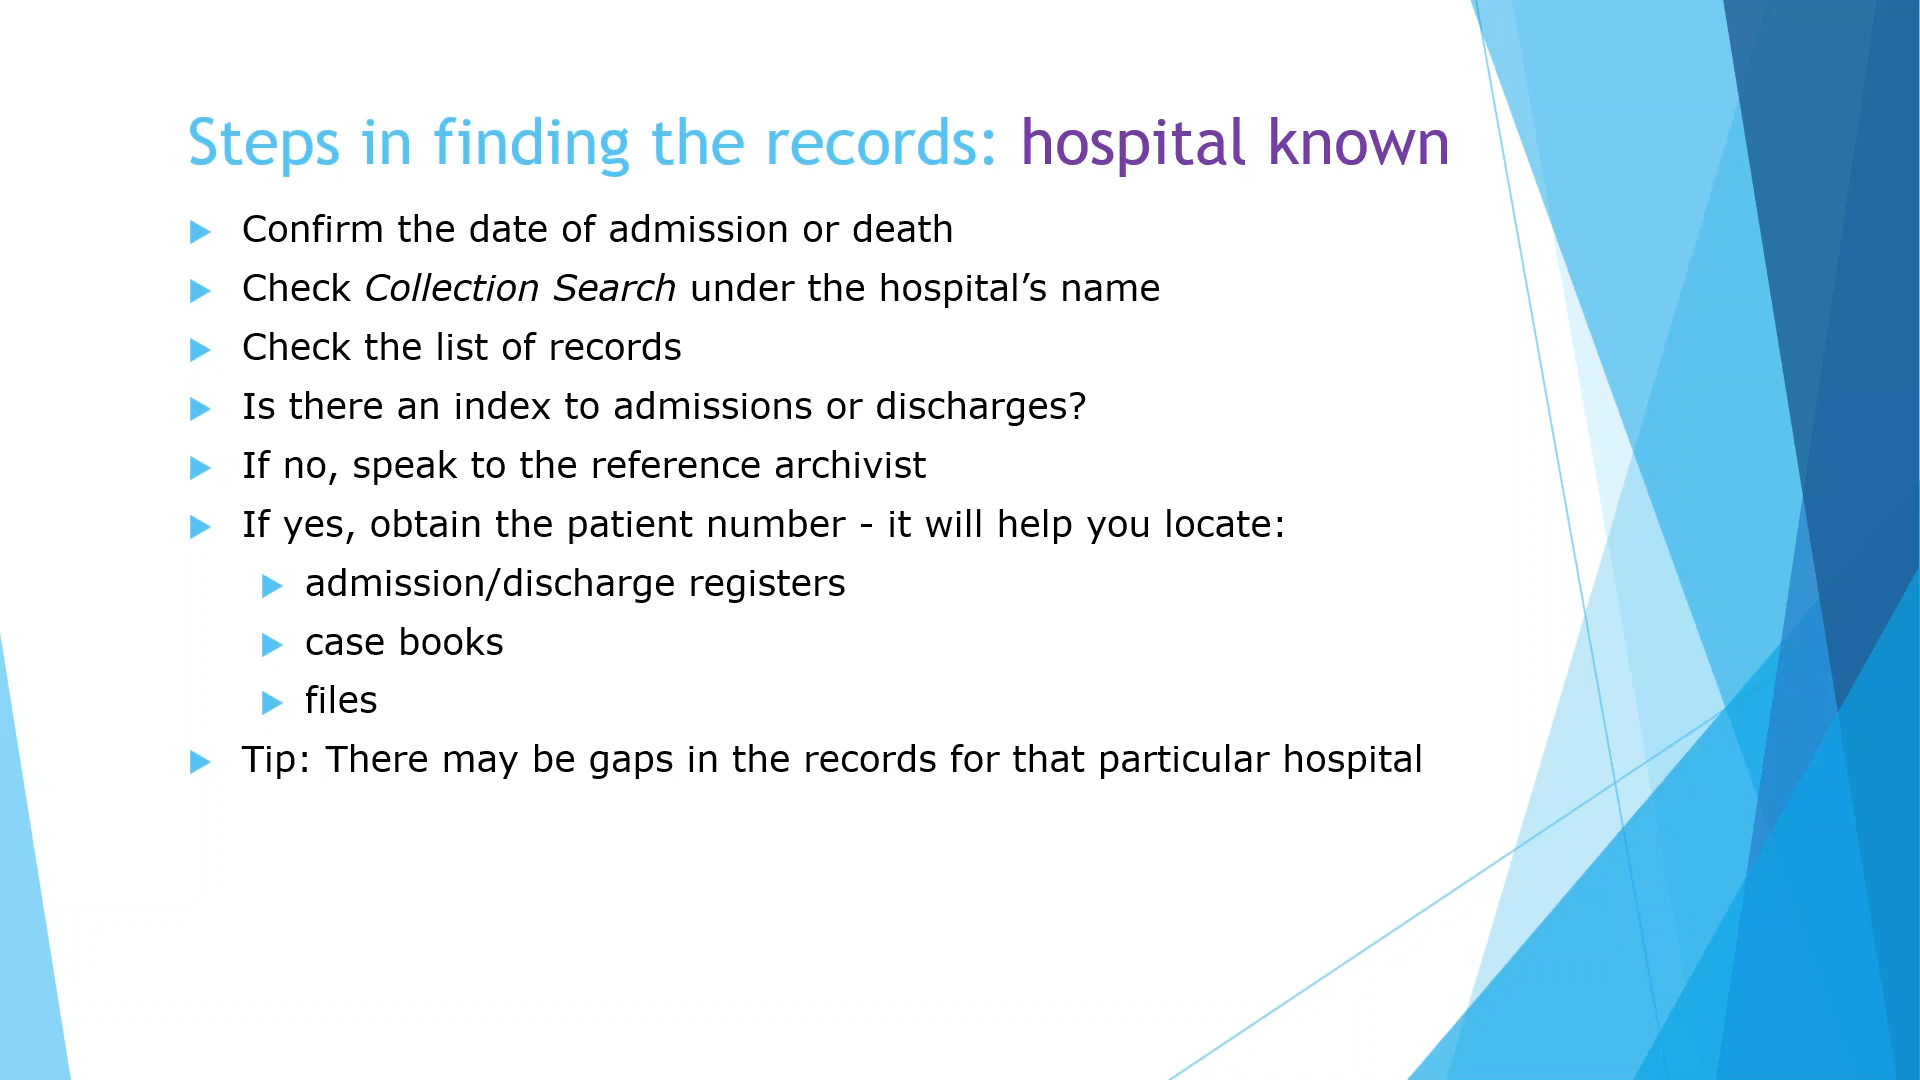 Steps in finding the records: hospital known
Confirm the date of admission or death
Check Collection Search under the hospital’s name
Check the list of records
Is there an index to admissions or discharges?
If no, speak to the reference archivist
If yes, obtain the patient number - it will help you locate:
admission/discharge registers
case books
files
Tip: There may be gaps in the records for that particular hospital